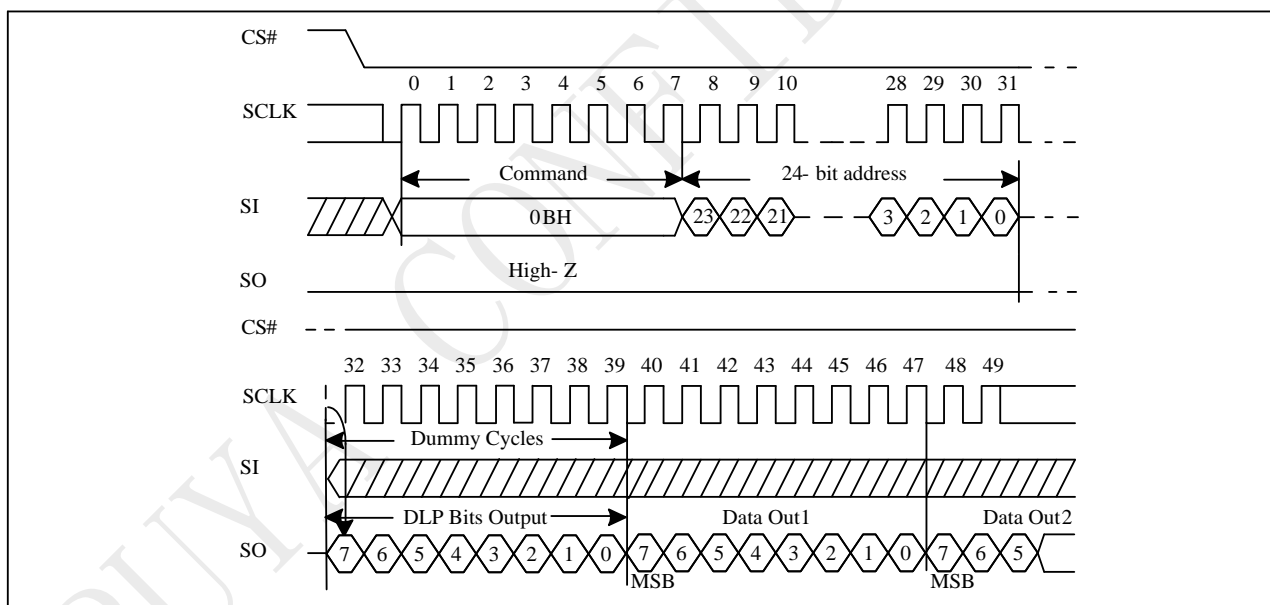 CS#
0 1 2 3 4 5 6 7 8 9 10 28 29 30 31
SCLK
Command 24- bit address
SI 0BH 23 22 21 3 2 1 0
High- Z
SO
CS#
32 33 34 35 36 37 38 39 40 41 42 43 44 45 46 47 48 49
SCLK
Dummy Cycles
SI
DLP Bits Output Data Out1 Data Out2
SO 7 6 5 4 3 2 1 0 7 6 5 4 3 2 1 0 7 6 5
MSB MSB
PUYA CONFID